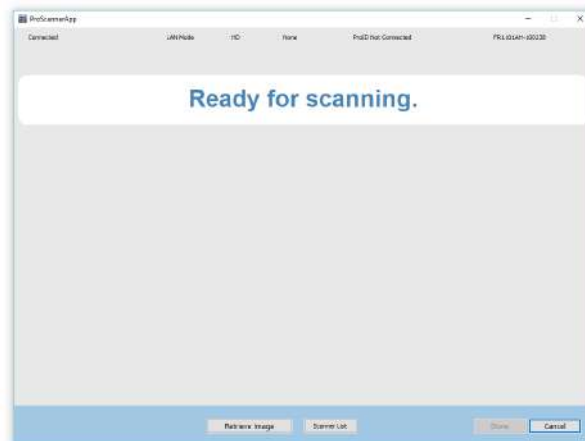 ProScannerApp
Connected LAN Mode HD None ProID Not Connected
Ready for scanning.
Retrieve Image Scanner List Done Cancel